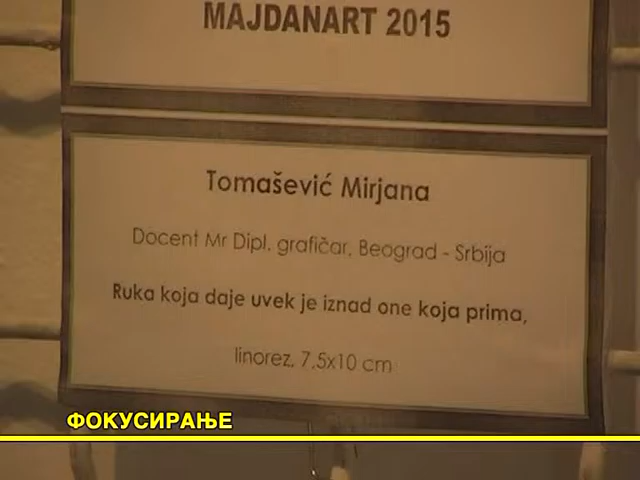 MAJDANART 2015
Tomašević Mirjana
Docent Mr Dipl. grafičar, Beograd - Srbija
Ruka koja daje uvek je iznad one koja prima,
linorez, 7.5x10 cm
ФОКУСИРАЊЕ